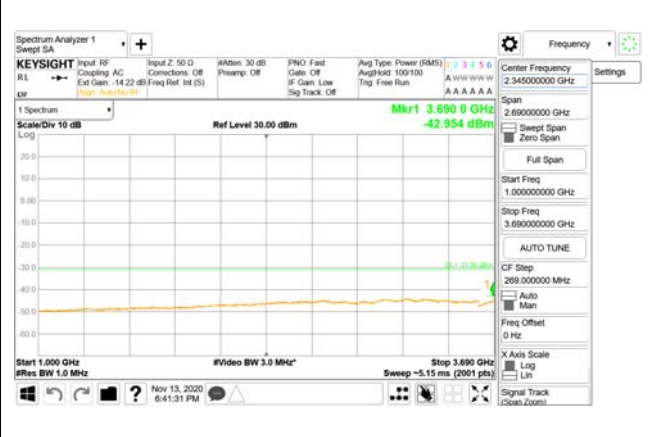 Spectrum Analyzer 1
Swept SA
+
Frequency
KEYSIGHT
RL
Input: RF
Coupling: AC
Ext Gain: -14.22 dB
Align: Auto/No RF
Input Z: 50 Ω
Corrections: Off
Freq Ref: Int (S)
#Atten: 30 dB
Preamp: Off
PNO: Fast
Gate: Off
IF Gain: Low
Sig Track: Off
Avg Type: Power (RMS)
Avg|Hold: 100/100
Trig: Free Run
1 2 3 4 5 6
A W W W W W
A A A A A A
1 Spectrum
Scale/Div 10 dB
Log
Ref Level 30.00 dBm
Mkr1 3.690 0 GHz
-42.954 dBm
20.0
10.0
0.00
-10.0
-20.0
-30.0
-40.0
-50.0
-60.0
1
Start 1.000 GHz
#Res BW 1.0 MHz
#Video BW 3.0 MHz*
Stop 3.690 GHz
Sweep ~5.15 ms (2001 pts)
Nov 13, 2020
6:41:31 PM
Center Frequency
2.345000000 GHz
Settings
Span
2.69000000 GHz
Swept Span
Zero Span
Full Span
Start Freq
1.000000000 GHz
Stop Freq
3.690000000 GHz
AUTO TUNE
CF Step
269.000000 MHz
Auto
Man
Freq Offset
0 Hz
X Axis Scale
Log
Lin
Signal Track
(Span Zoom)